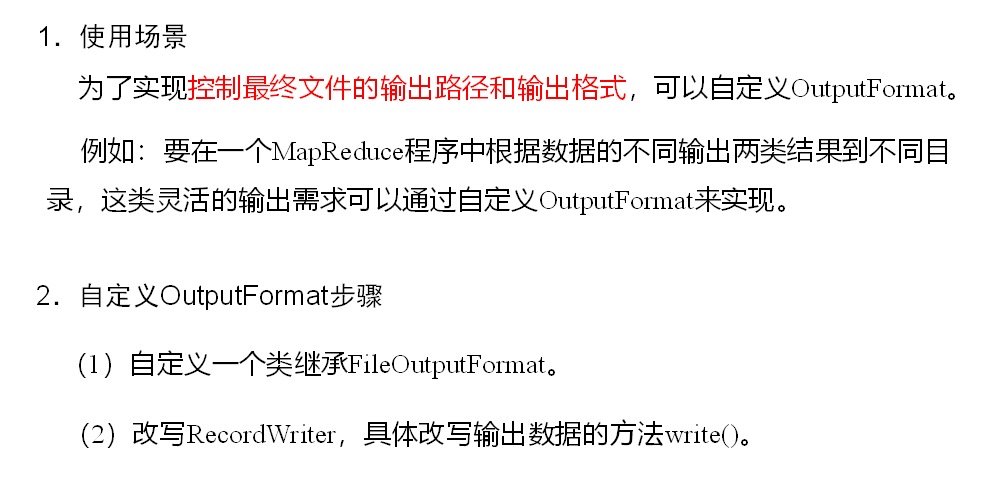 1．使用场景
为了实现控制最终文件的输出路径和输出格式，可以自定义OutputFormat。
例如：要在一个MapReduce程序中根据数据的不同输出两类结果到不同目
录，这类灵活的输出需求可以通过自定义OutputFormat来实现。
2．自定义OutputFormat步骤
（1）自定义一个类继承FileOutputFormat。
（2）改写RecordWriter，具体改写输出数据的方法write()。